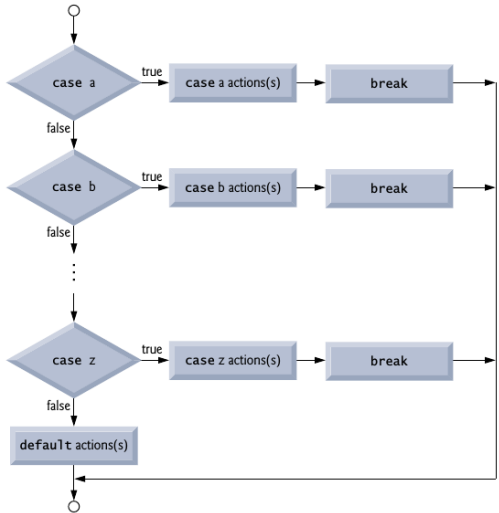 case a
true
case a actions(s)
break
false
case b
true
case b actions(s)
break
false
case z
true
case z actions(s)
break
false
default actions(s)